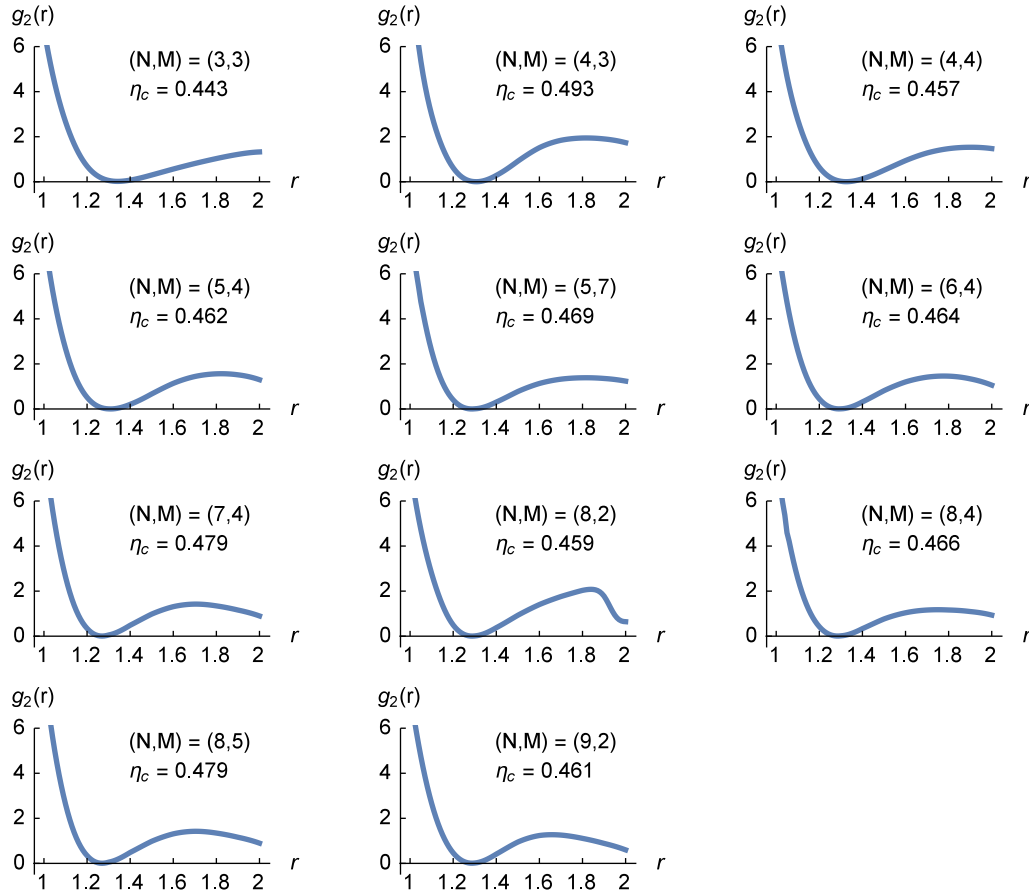 g₂(r)
6
4
2
0
1 1.2 1.4 1.6 1.8 2
r
(N,M) = (3,3)
η_c = 0.443
g₂(r)
6
4
2
0
1 1.2 1.4 1.6 1.8 2
r
(N,M) = (4,3)
η_c = 0.493
g₂(r)
6
4
2
0
1 1.2 1.4 1.6 1.8 2
r
(N,M) = (4,4)
η_c = 0.457
g₂(r)
6
4
2
0
1 1.2 1.4 1.6 1.8 2
r
(N,M) = (5,4)
η_c = 0.462
g₂(r)
6
4
2
0
1 1.2 1.4 1.6 1.8 2
r
(N,M) = (5,7)
η_c = 0.469
g₂(r)
6
4
2
0
1 1.2 1.4 1.6 1.8 2
r
(N,M) = (6,4)
η_c = 0.464
g₂(r)
6
4
2
0
1 1.2 1.4 1.6 1.8 2
r
(N,M) = (7,4)
η_c = 0.479
g₂(r)
6
4
2
0
1 1.2 1.4 1.6 1.8 2
r
(N,M) = (8,2)
η_c = 0.459
g₂(r)
6
4
2
0
1 1.2 1.4 1.6 1.8 2
r
(N,M) = (8,4)
η_c = 0.466
g₂(r)
6
4
2
0
1 1.2 1.4 1.6 1.8 2
r
(N,M) = (8,5)
η_c = 0.479
g₂(r)
6
4
2
0
1 1.2 1.4 1.6 1.8 2
r
(N,M) = (9,2)
η_c = 0.461